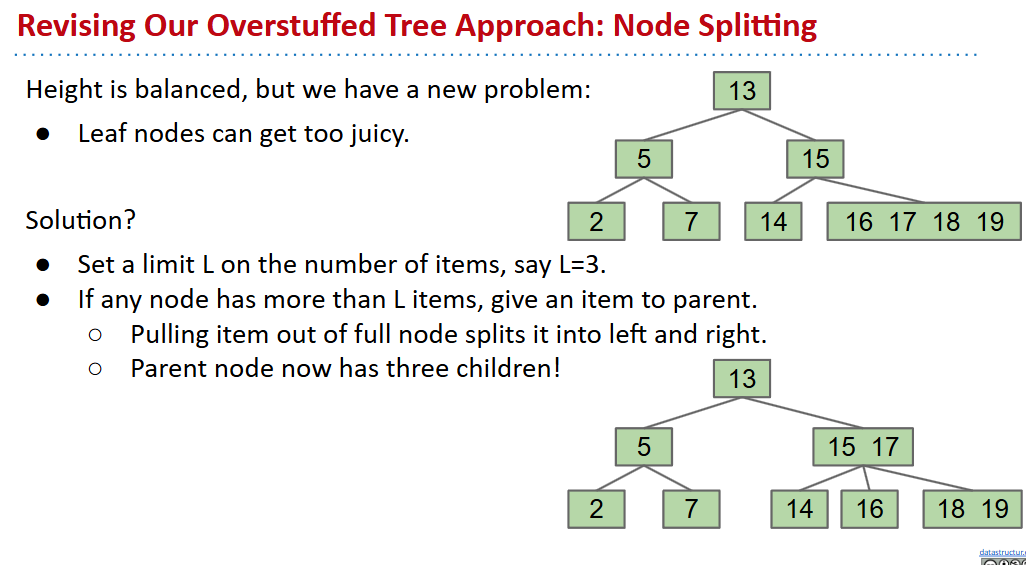 Revising Our Overstuffed Tree Approach: Node Splitting
Height is balanced, but we have a new problem:
● Leaf nodes can get too juicy.
13
5
15
2
7
14
16 17 18 19
Solution?
● Set a limit L on the number of items, say L=3.
● If any node has more than L items, give an item to parent.
○ Pulling item out of full node splits it into left and right.
○ Parent node now has three children!
13
5
15 17
2
7
14
16
18 19
datastructur.